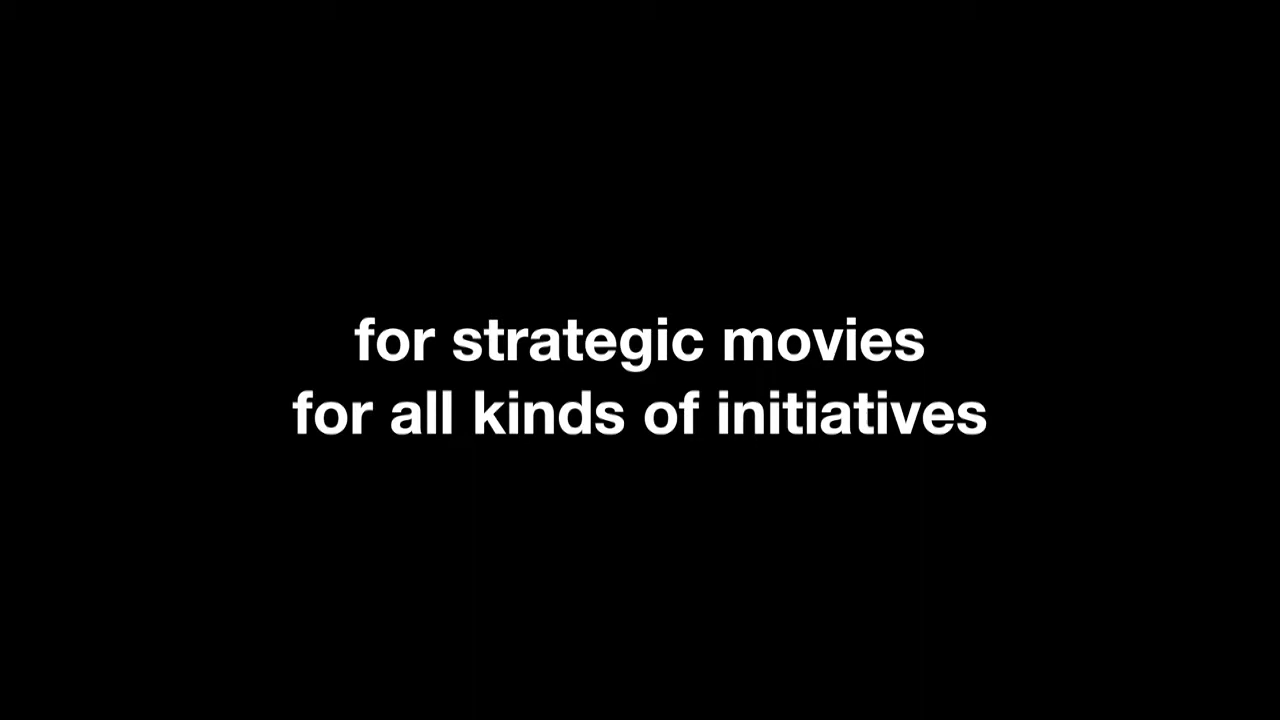 for strategic movies
for all kinds of initiatives